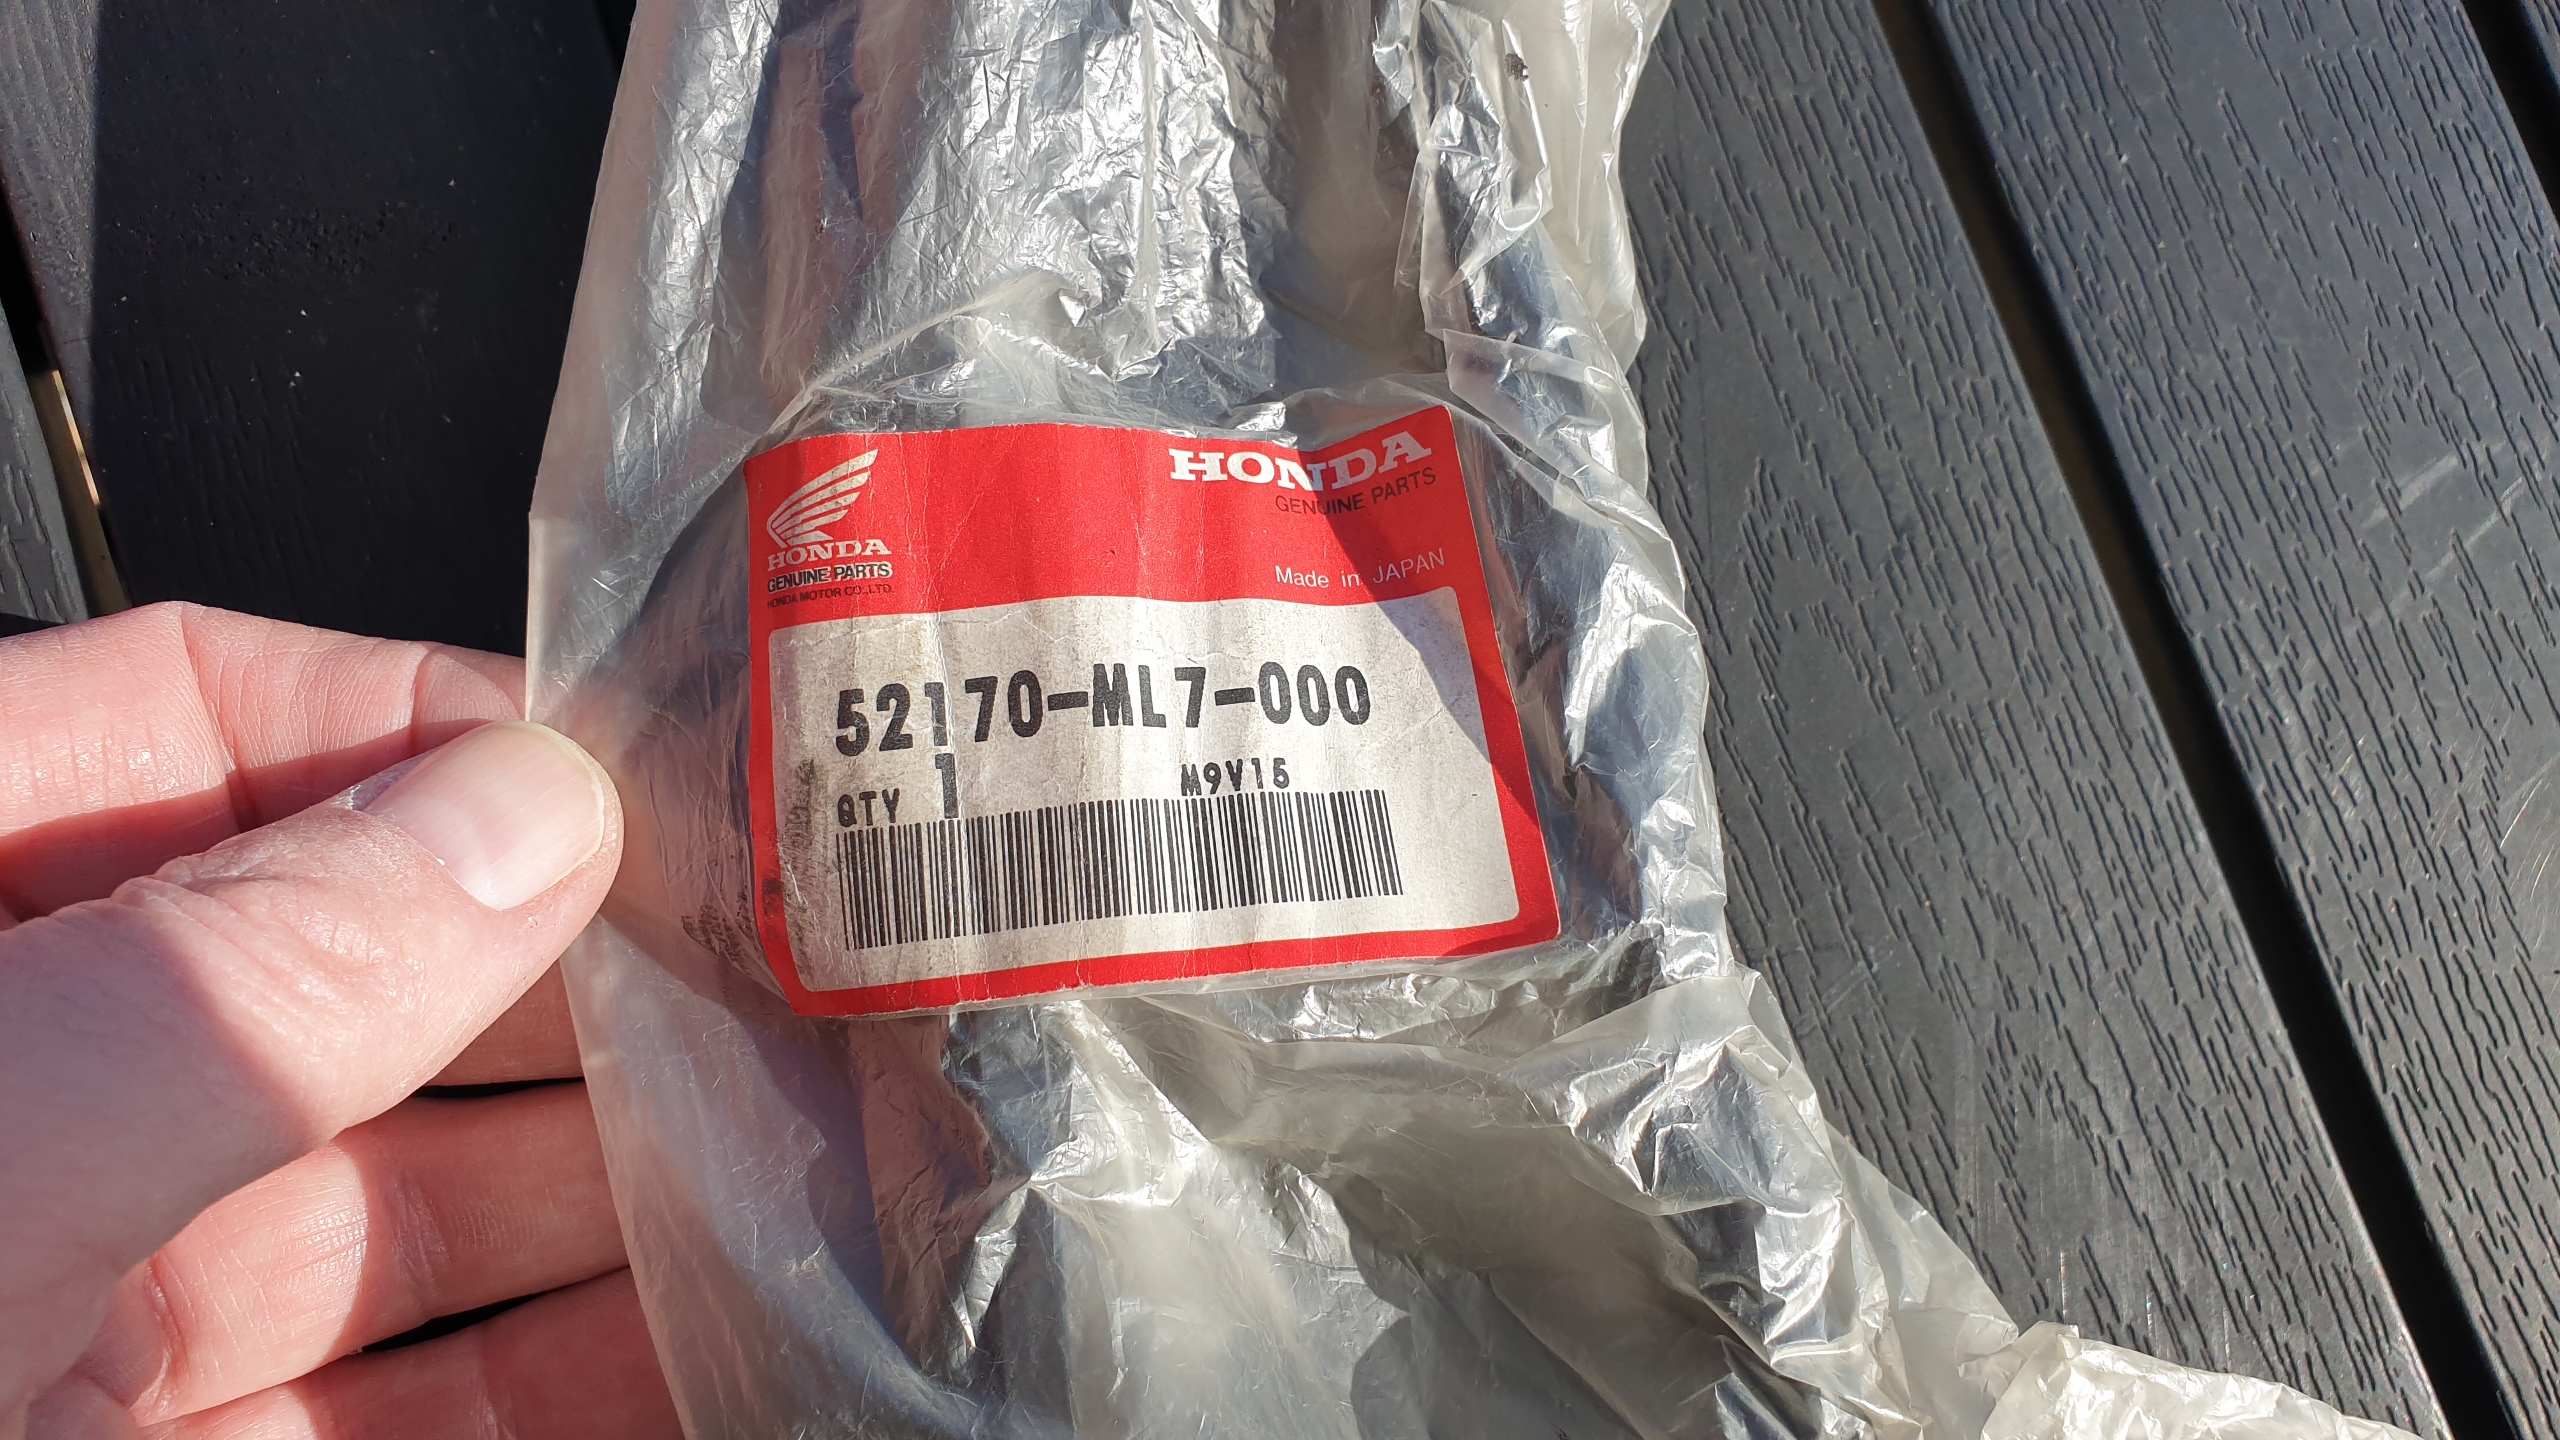 HONDA
GENUINE PARTS
HONDA MOTOR CO.,LTD.
HONDA
GENUINE PARTS
Made in JAPAN
52170-ML7-000
QTY 1
M9V15